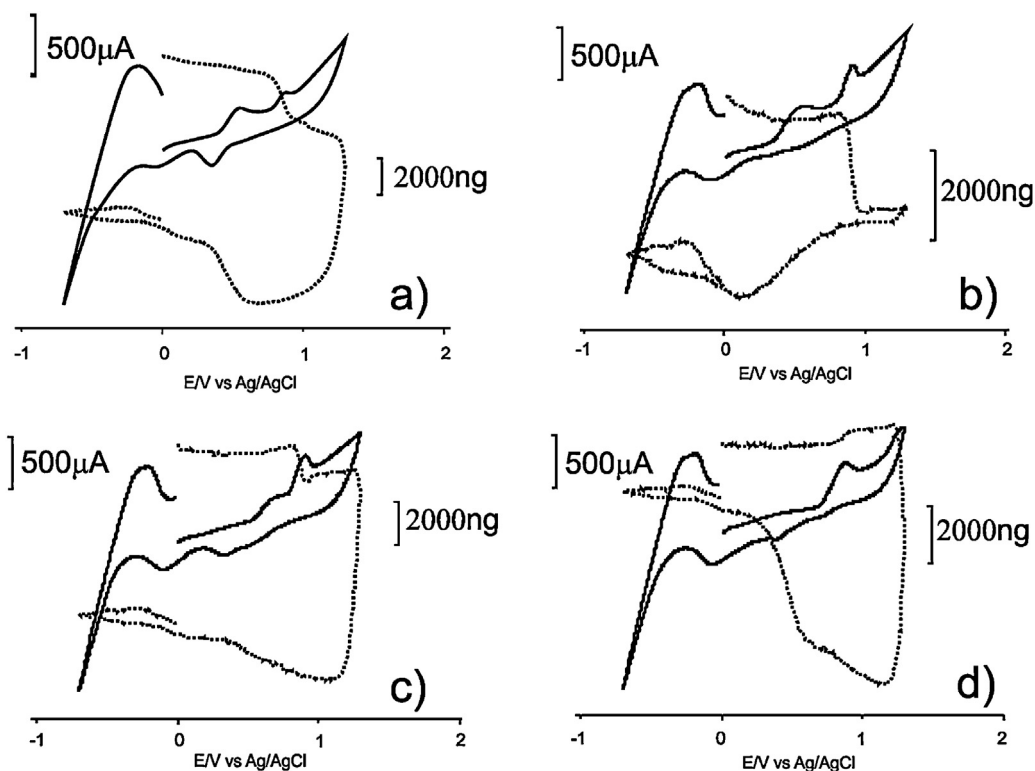 500µA
2000ng
a)
-1 0 1 2
E/V vs Ag/AgCl
500µA
2000ng
b)
-1 0 1 2
E/V vs Ag/AgCl
500µA
2000ng
c)
-1 0 1 2
E/V vs Ag/AgCl
500µA
2000ng
d)
-1 0 1 2
E/V vs Ag/AgCl